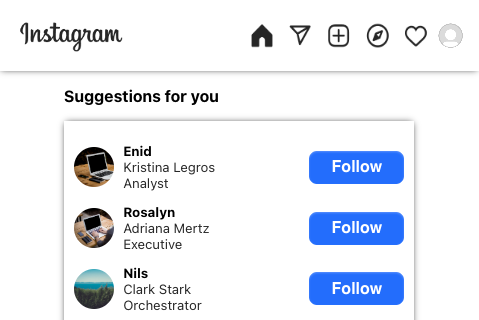 Instagram
Suggestions for you
Enid
Kristina Legros
Analyst
Follow
Rosalyn
Adriana Mertz
Executive
Follow
Nils
Clark Stark
Orchestrator
Follow